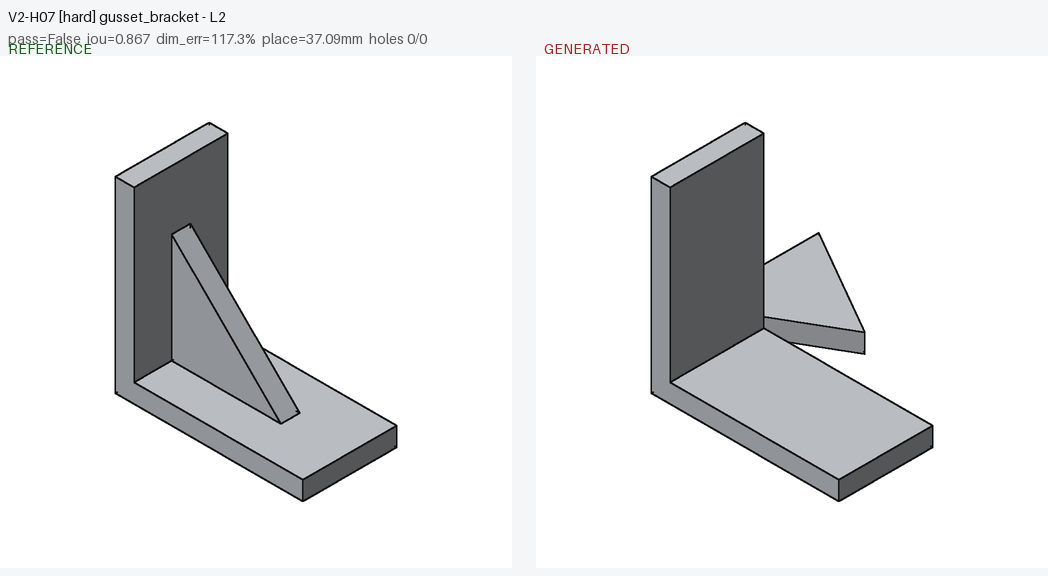 V2-H07 [hard] gusset_bracket - L2
pass=False iou=0.867 dim_err=117.3% place=37.09mm holes 0/0
REFERENCE
GENERATED